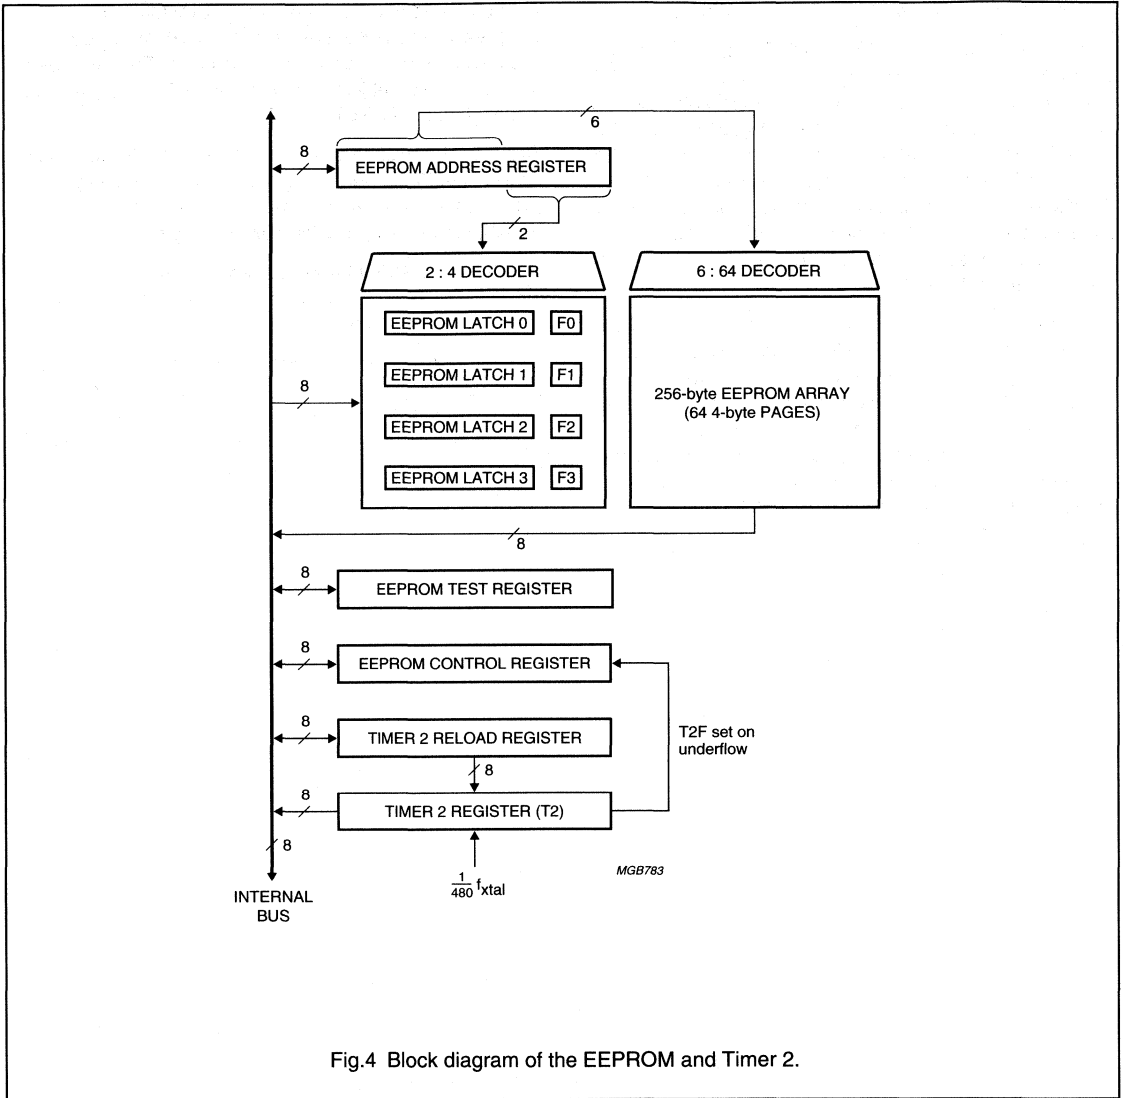 6
8
EEPROM ADDRESS REGISTER
2
2 : 4 DECODER
6 : 64 DECODER
EEPROM LATCH 0 F0
EEPROM LATCH 1 F1
8
EEPROM LATCH 2 F2
EEPROM LATCH 3 F3
256-byte EEPROM ARRAY
(64 4-byte PAGES)
8
8
EEPROM TEST REGISTER
8
EEPROM CONTROL REGISTER
8
TIMER 2 RELOAD REGISTER
T2F set on
underflow
8
8
TIMER 2 REGISTER (T2)
8
1/480 fxtal
MGB783
INTERNAL
BUS
Fig.4 Block diagram of the EEPROM and Timer 2.